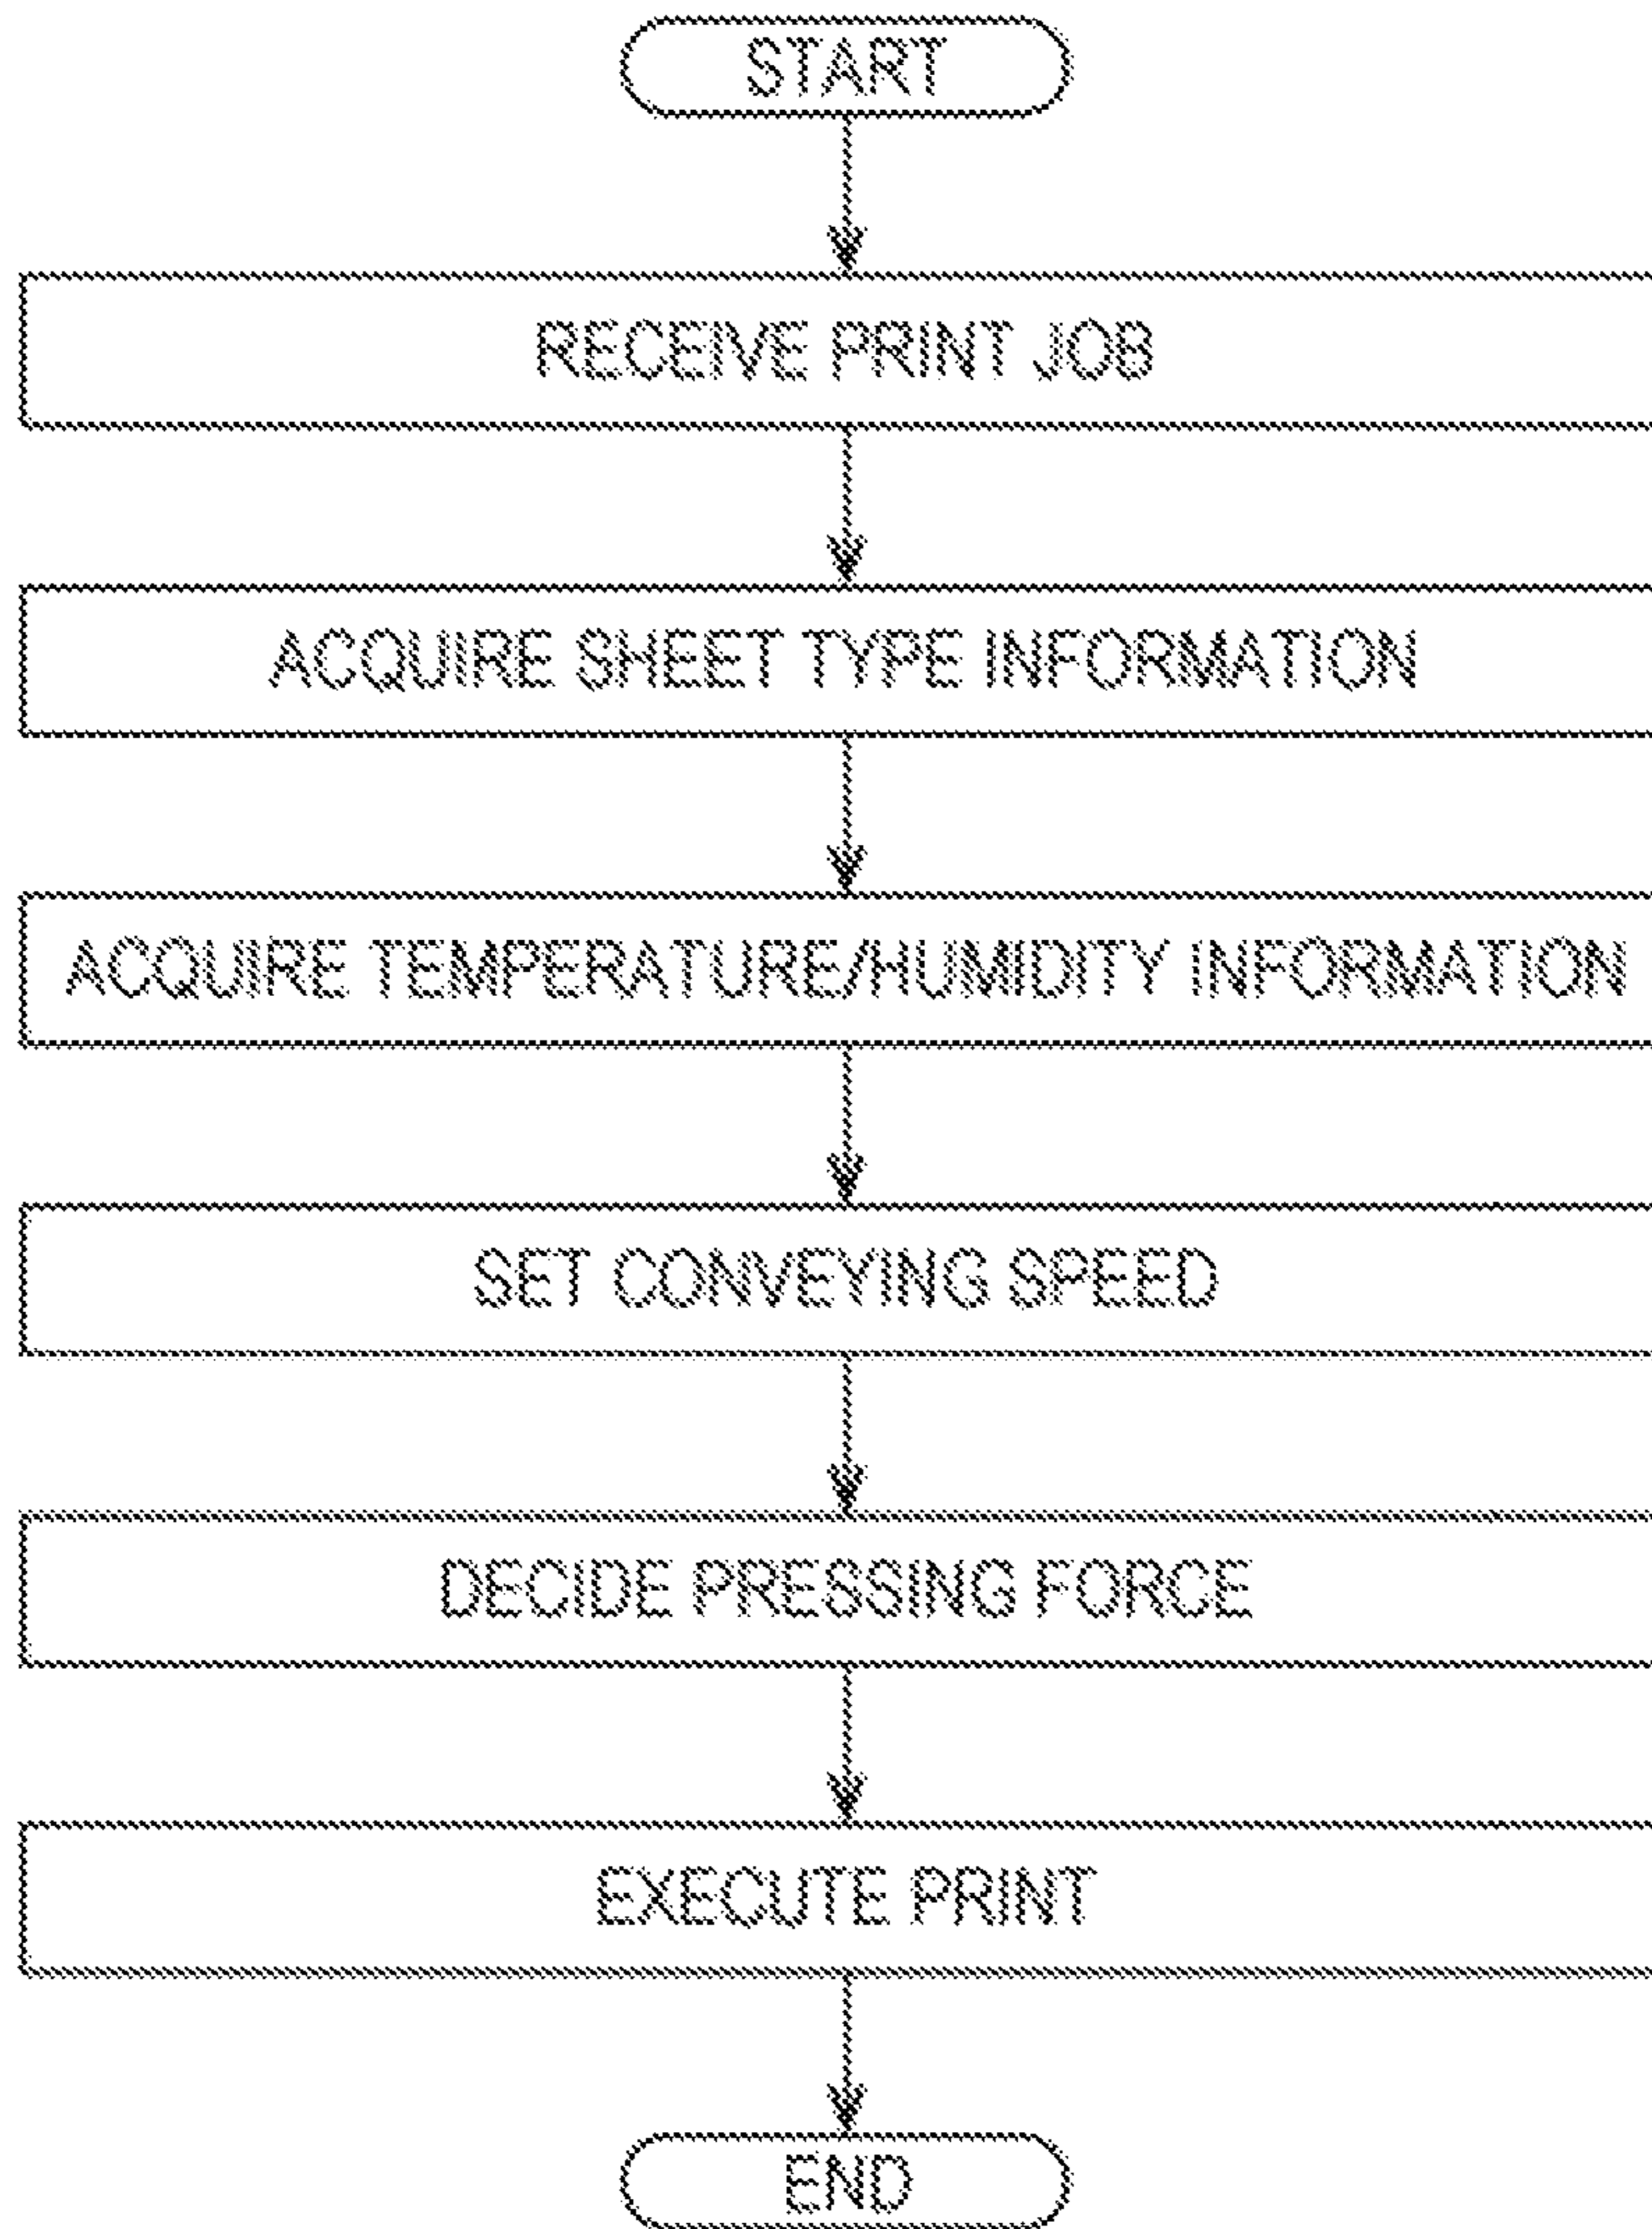 START
RECEIVE PRINT JOB
ACQUIRE SHEET TYPE INFORMATION
ACQUIRE TEMPERATURE/HUMIDITY INFORMATION
SET CONVEYING SPEED
DECIDE PRESSING FORCE
EXECUTE PRINT
END